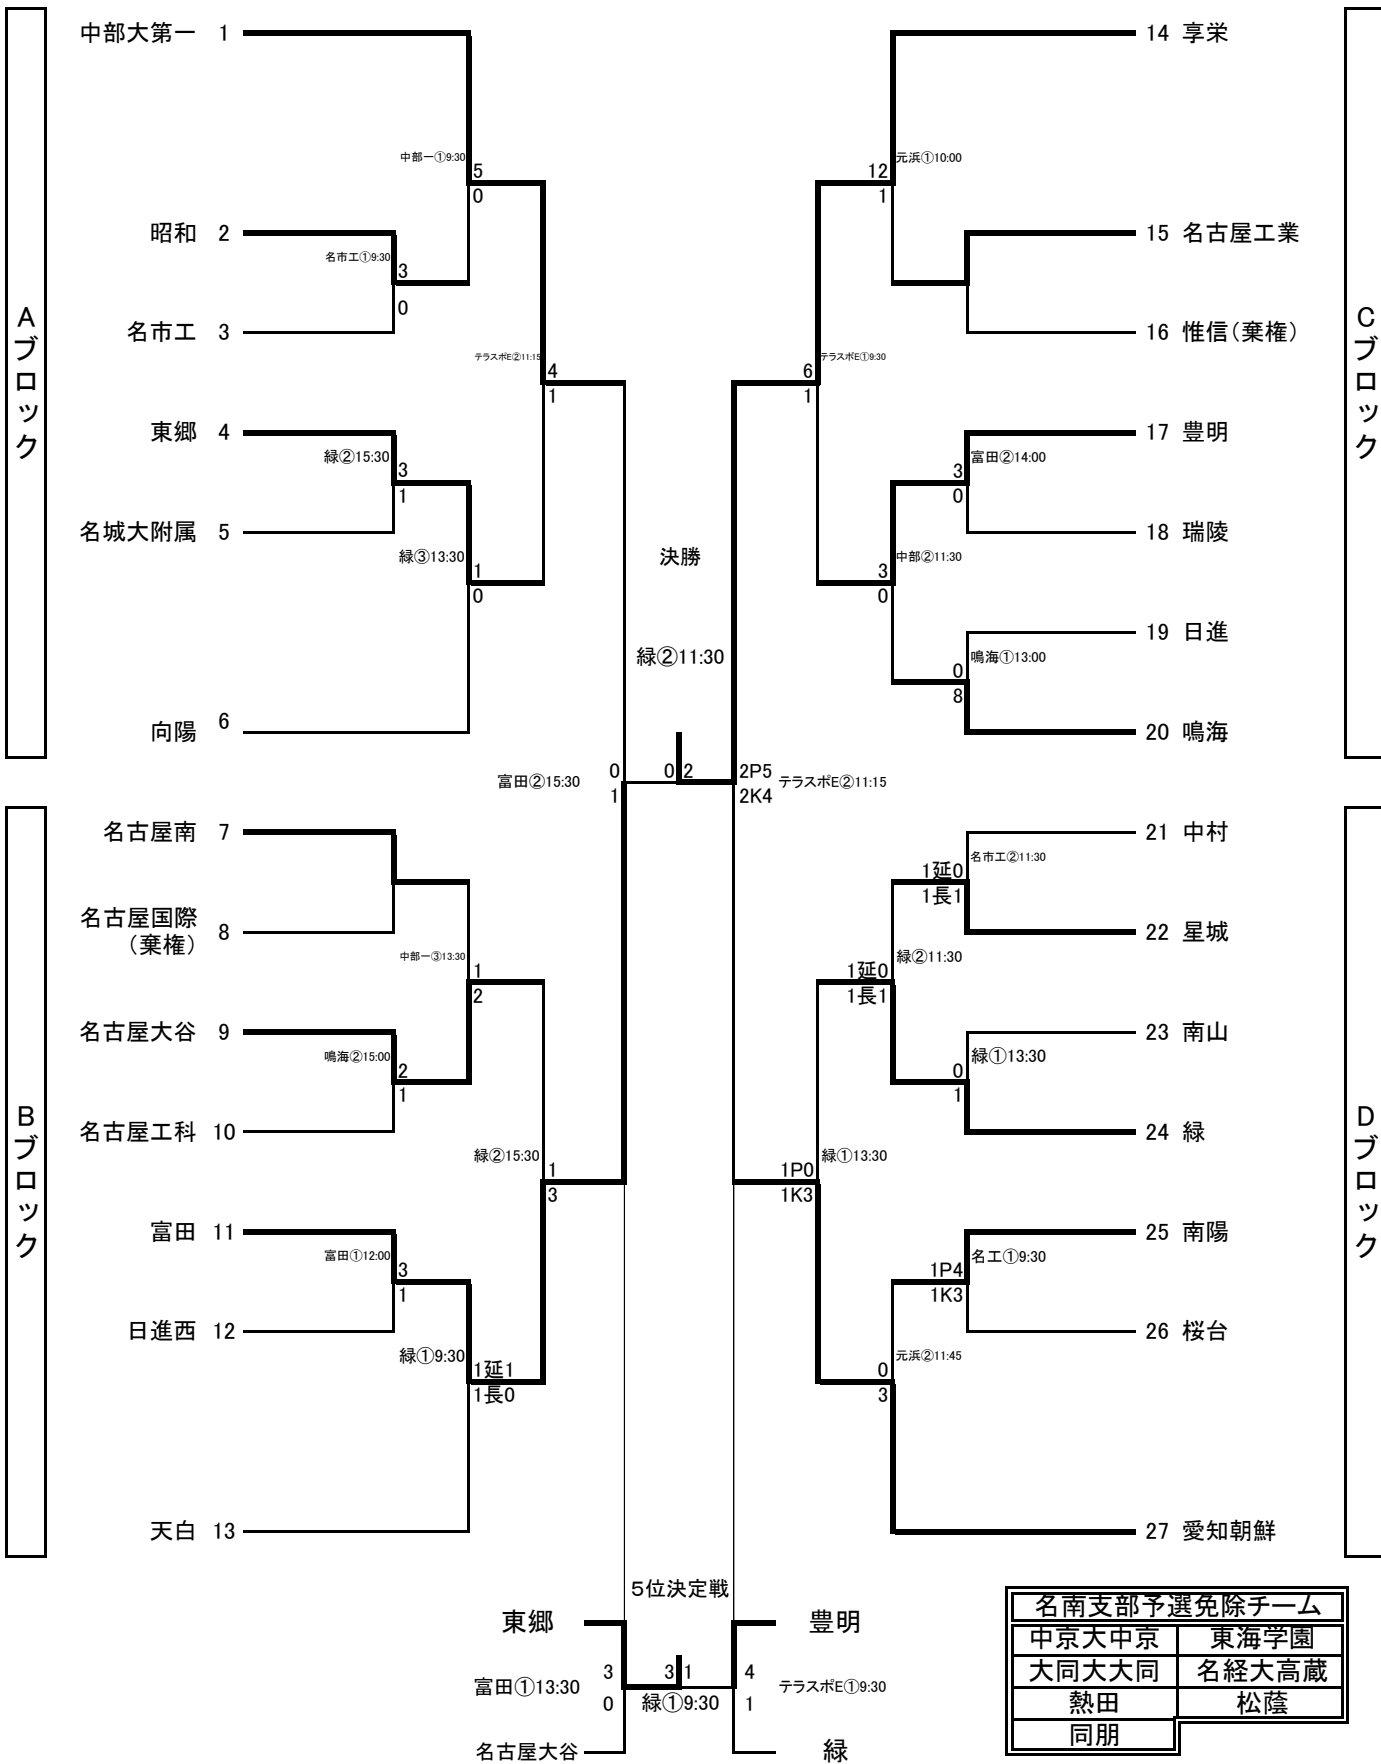 Aブロック
中部大第一 1
中部一①9:30
5
0
昭和 2
名市工①9:30
3
0
名市工 3
テラスポE②11:15
4
1
東郷 4
緑②15:30
3
1
名城大附属 5
緑③13:30
1
0
向陽 6
Bブロック
名古屋南 7
名古屋国際
（棄権） 8
中部一③13:30
1
2
名古屋大谷 9
鳴海②15:00
2
1
名古屋工科 10
緑②15:30
1
3
富田 11
富田①12:00
3
1
日進西 12
緑①9:30
1延1
1長0
天白 13
富田②15:30
0
1
決勝
緑②11:30
0 2
2P5
2K4
テラスポE②11:15
Cブロック
14 享栄
元浜①10:00
12
1
15 名古屋工業
16 惟信（棄権）
テラスポE①9:30
6
1
17 豊明
富田②14:00
3
0
18 瑞陵
中部②11:30
3
0
19 日進
鳴海①13:00
0
8
20 鳴海
Dブロック
21 中村
名市工②11:30
1延0
1長1
22 星城
緑②11:30
1延0
1長1
23 南山
緑①13:30
0
1
24 緑
緑①13:30
1P0
1K3
25 南陽
名工①9:30
1P4
1K3
26 桜台
元浜②11:45
0
3
27 愛知朝鮮
5位決定戦
東郷
富田①13:30
3
0
名古屋大谷
3 1
緑①9:30
豊明
4
1
テラスポE①9:30
緑
名南支部予選免除チーム
中京大中京 東海学園
大同大大同 名経大高蔵
熱田 松蔭
同朋